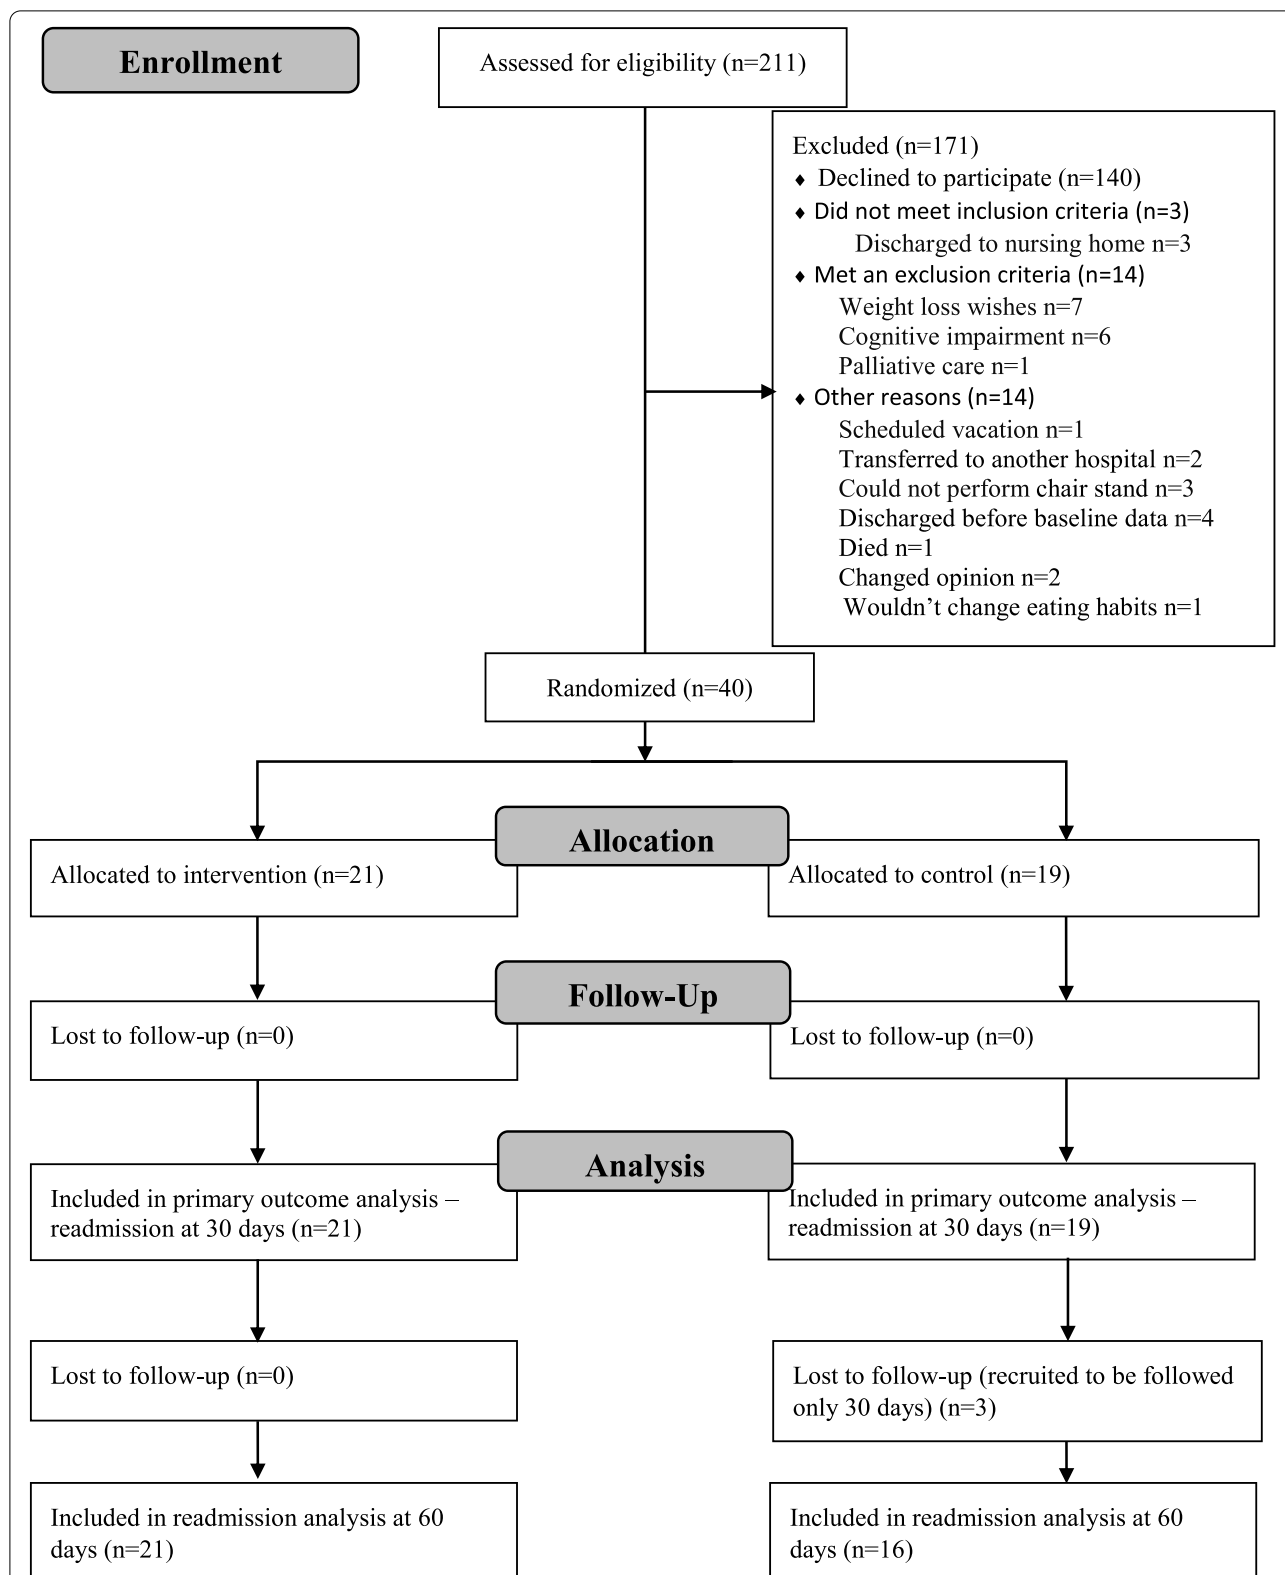 Enrollment
Assessed for eligibility (n=211)
Excluded (n=171)
♦ Declined to participate (n=140)
♦ Did not meet inclusion criteria (n=3)
Discharged to nursing home n=3
♦ Met an exclusion criteria (n=14)
Weight loss wishes n=7
Cognitive impairment n=6
Palliative care n=1
♦ Other reasons (n=14)
Scheduled vacation n=1
Transferred to another hospital n=2
Could not perform chair stand n=3
Discharged before baseline data n=4
Died n=1
Changed opinion n=2
Wouldn’t change eating habits n=1
Randomized (n=40)
Allocation
Allocated to intervention (n=21)
Allocated to control (n=19)
Follow-Up
Lost to follow-up (n=0)
Lost to follow-up (n=0)
Analysis
Included in primary outcome analysis –
readmission at 30 days (n=21)
Included in primary outcome analysis –
readmission at 30 days (n=19)
Lost to follow-up (n=0)
Lost to follow-up (recruited to be followed
only 30 days) (n=3)
Included in readmission analysis at 60
days (n=21)
Included in readmission analysis at 60
days (n=16)